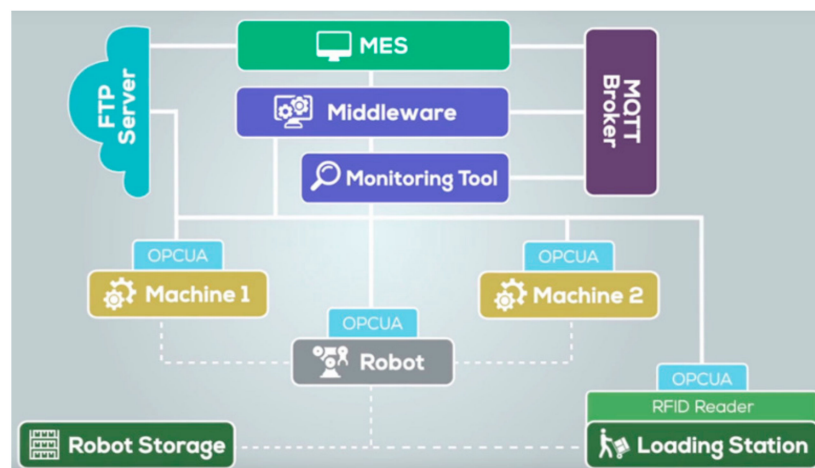 MES
FTP
Server
MQTT
Broker
Middleware
Monitoring Tool
OPCUA
Machine 1
OPCUA
Machine 2
OPCUA
Robot
OPCUA
RFID Reader
Robot Storage
Loading Station